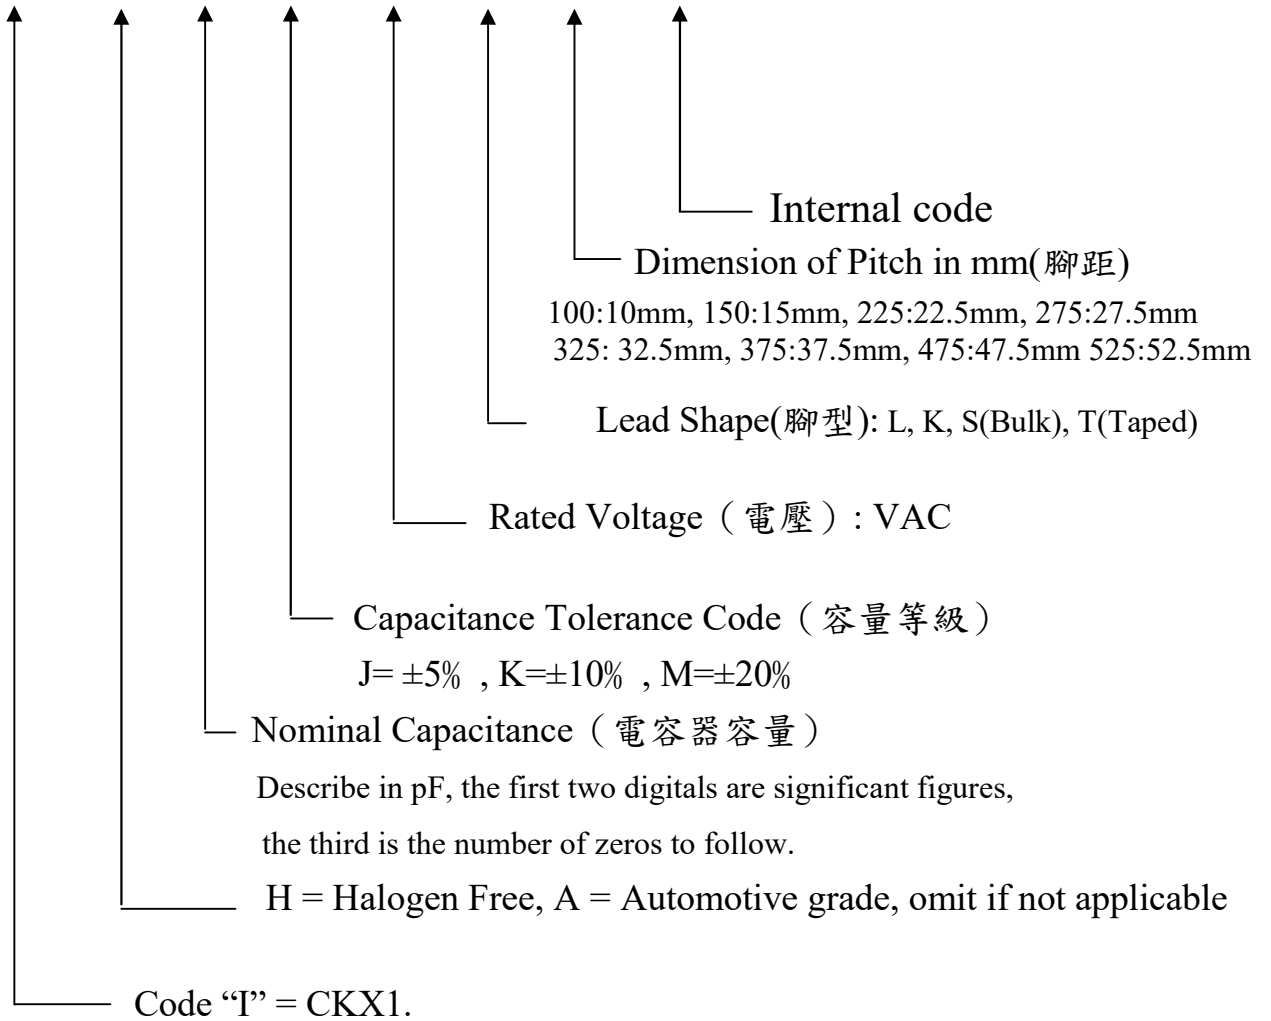 Internal code
Dimension of Pitch in mm(腳距)
100:10mm, 150:15mm, 225:22.5mm, 275:27.5mm
325: 32.5mm, 375:37.5mm, 475:47.5mm 525:52.5mm
Lead Shape(腳型): L, K, S(Bulk), T(Taped)
Rated Voltage（電壓）: VAC
Capacitance Tolerance Code（容量等級）
J= ±5% , K=±10% , M=±20%
Nominal Capacitance（電容器容量）
Describe in pF, the first two digitals are significant figures,
the third is the number of zeros to follow.
H = Halogen Free, A = Automotive grade, omit if not applicable
Code “I” = CKX1.